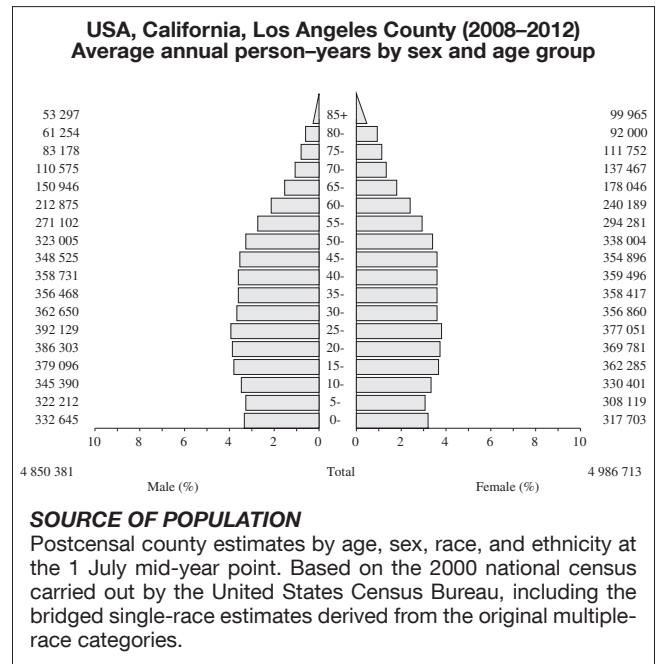 USA, California, Los Angeles County (2008–2012)
Average annual person–years by sex and age group
53 297 85+ 99 965
61 254 80- 92 000
83 178 75- 111 752
110 575 70- 137 467
150 946 65- 178 046
212 875 60- 240 189
271 102 55- 294 281
323 005 50- 338 004
348 525 45- 354 896
358 731 40- 359 496
356 468 35- 358 417
362 650 30- 356 860
392 129 25- 377 051
386 303 20- 369 781
379 096 15- 362 285
345 390 10- 330 401
322 212 5- 308 119
332 645 0- 317 703
10 8 6 4 2 0 0 2 4 6 8 10
4 850 381 Total 4 986 713
Male (%) Female (%)
SOURCE OF POPULATION
Postcensal county estimates by age, sex, race, and ethnicity at
the 1 July mid-year point. Based on the 2000 national census
carried out by the United States Census Bureau, including the
bridged single-race estimates derived from the original multiple-
race categories.